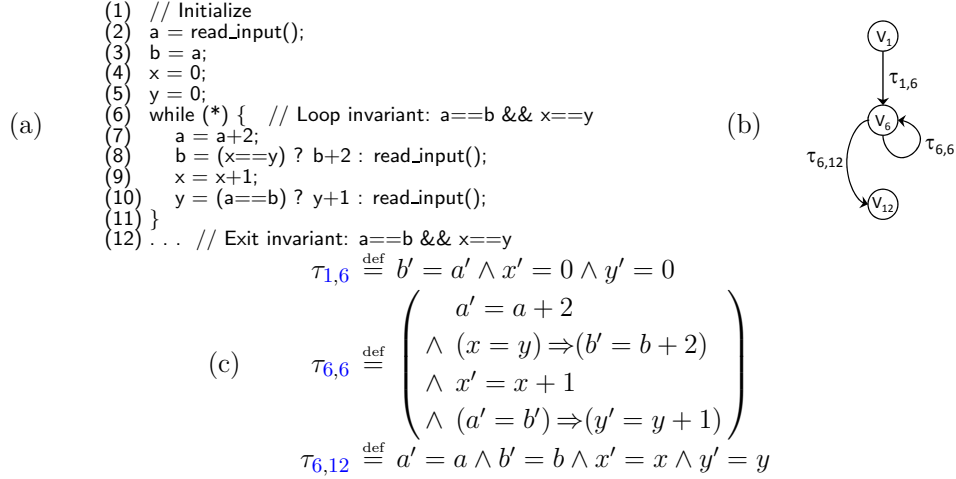 (1) // Initialize
(2) a = read_input();
(3) b = a;
(4) x = 0;
(5) y = 0;
(6) while (*) { // Loop invariant: a==b && x==y
(7) a = a+2;
(8) b = (x==y) ? b+2 : read_input();
(9) x = x+1;
(10) y = (a==b) ? y+1 : read_input();
(11) }
(12) . . . // Exit invariant: a==b && x==y
(a)
(b)
V₁
τ₁,₆
V₆
τ₆,₆
τ₆,₁₂
V₁₂
τ₁,₆ ≝ b′ = a′ ∧ x′ = 0 ∧ y′ = 0
(c)
τ₆,₆ ≝ ( a′ = a + 2
∧ (x = y) ⇒ (b′ = b + 2)
∧ x′ = x + 1
∧ (a′ = b′) ⇒ (y′ = y + 1) )
τ₆,₁₂ ≝ a′ = a ∧ b′ = b ∧ x′ = x ∧ y′ = y